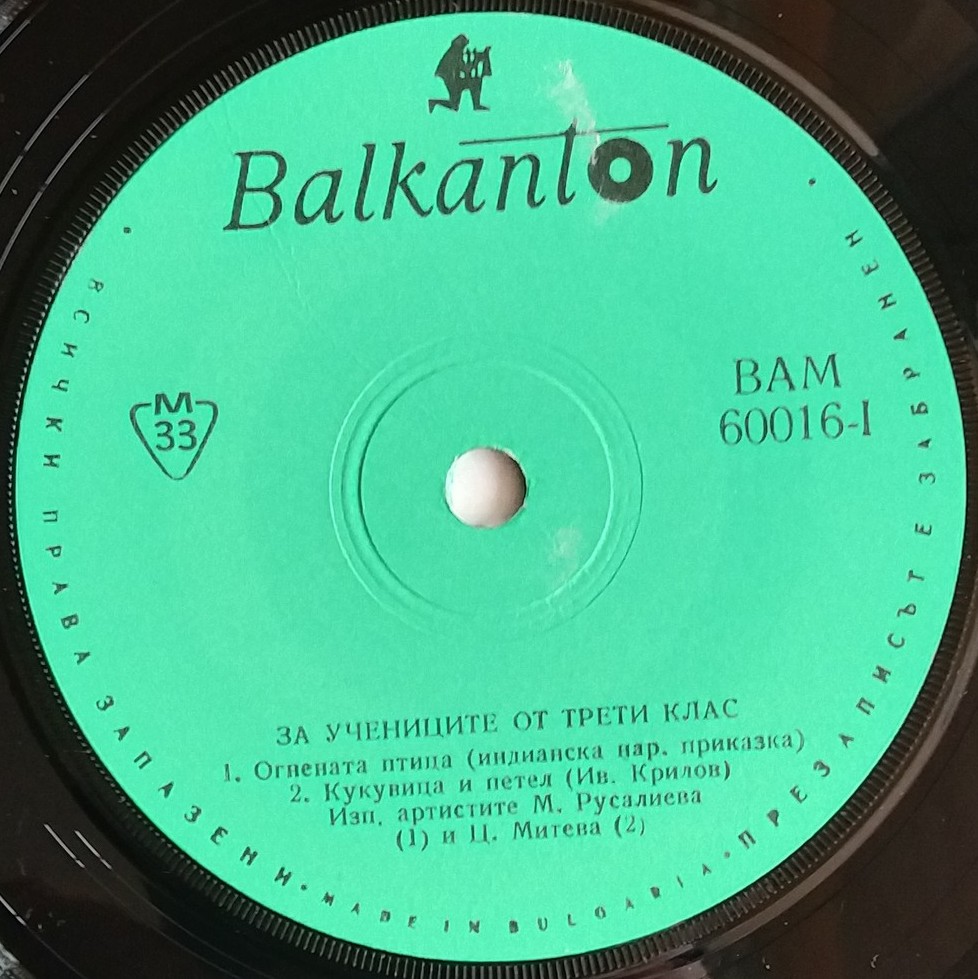 Balkanton
M
33
ВАМ
60016-I
ЗА УЧЕНИЦИТЕ ОТ ТРЕТИ КЛАС
1. Огнената птица (индианска нар. приказка)
2. Кукувица и петел (Ив. Крилов)
Изп. артистите М. Русалиева
(1) и Ц. Митева (2)
• ВСИЧКИ ПРАВА ЗАПАЗЕНИ • MADE IN BULGARIA • ПРЕЗАПИСЪТ Е ЗАБРАНЕН •